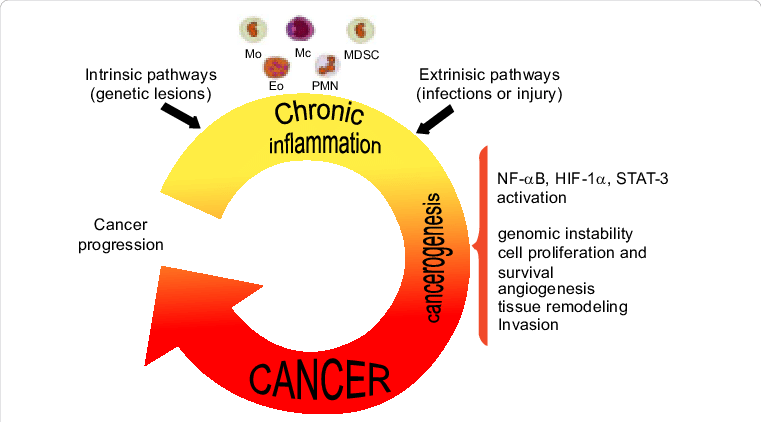 Mo
Mc
MDSC
Eo
PMN
Intrinsic pathways
(genetic lesions)
Extrinisic pathways
(infections or injury)
Chronic
inflammation
NF-αB, HIF-1α, STAT-3
activation
genomic instability
cell proliferation and
survival
angiogenesis
tissue remodeling
Invasion
cancerogenesis
Cancer
progression
CANCER